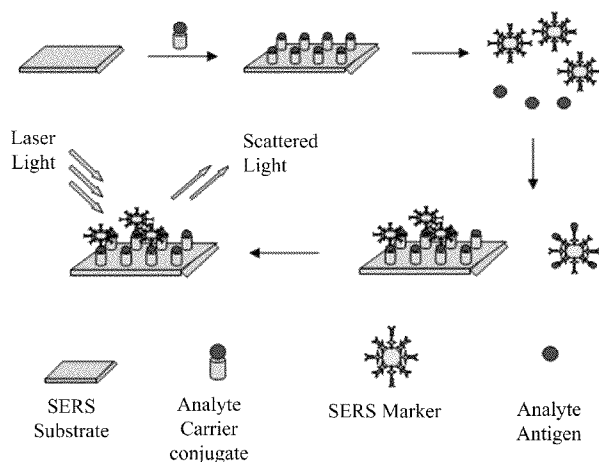 Laser
Light
Scattered
Light
SERS
Substrate
Analyte
Carrier
conjugate
SERS Marker
Analyte
Antigen